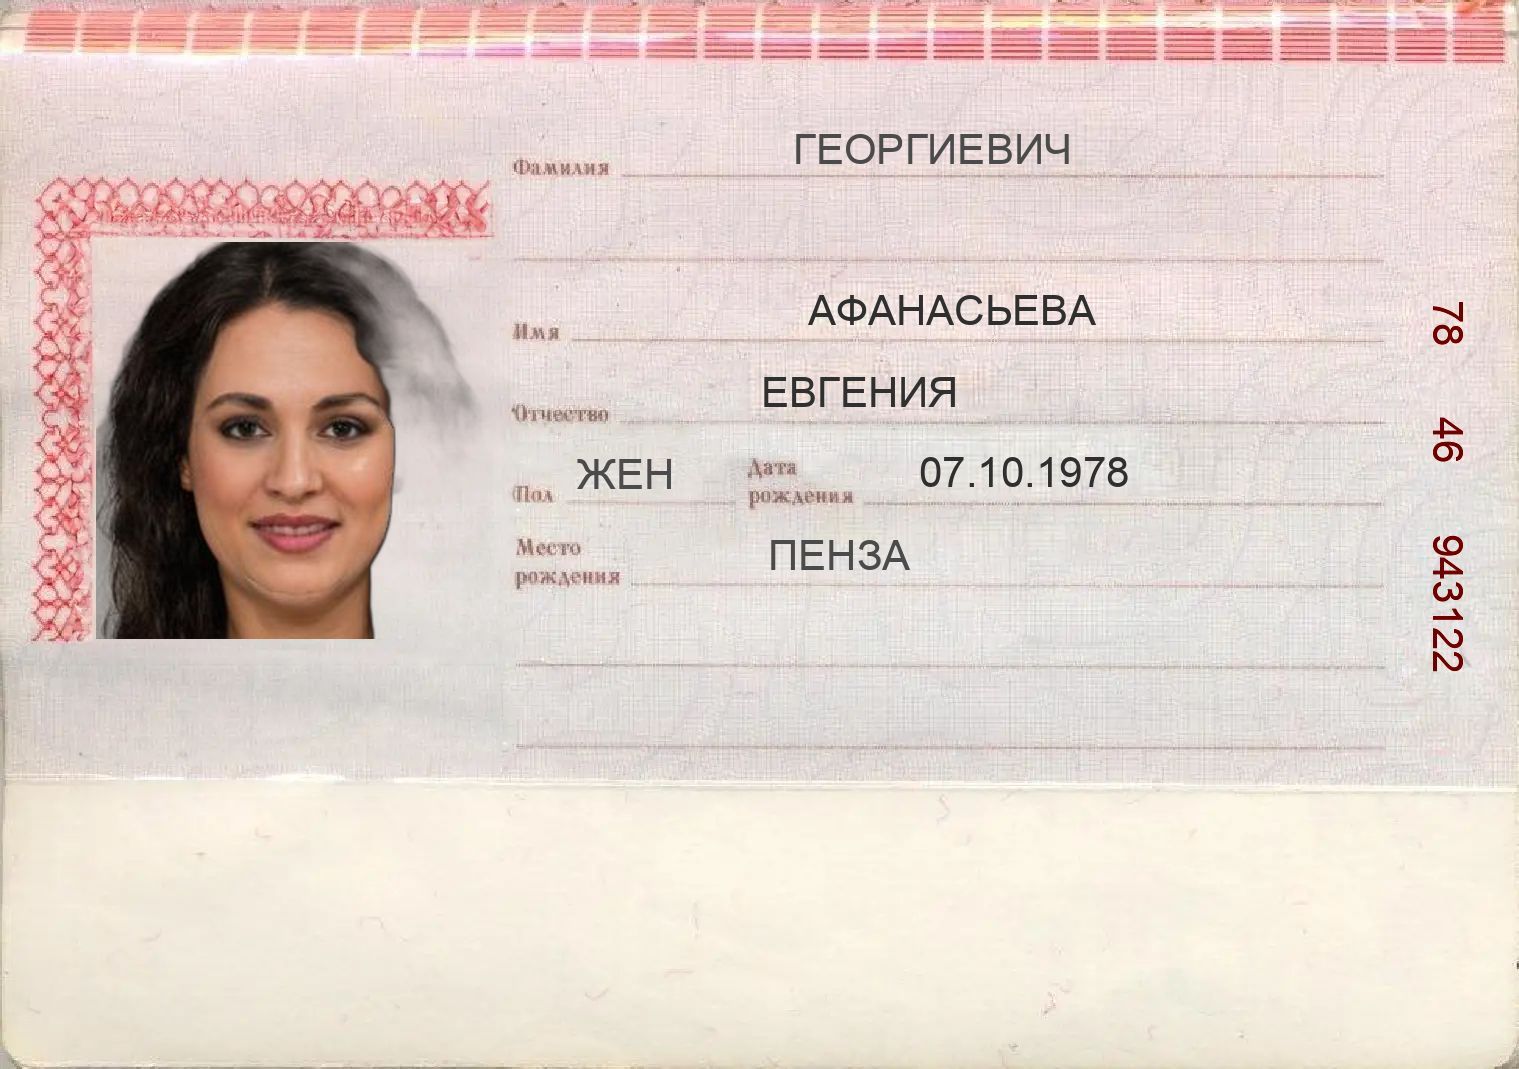 Фамилия ГЕОРГИЕВИЧ
Имя АФАНАСЬЕВА
Отчество ЕВГЕНИЯ
Пол ЖЕН Дата рождения 07.10.1978
Место рождения ПЕНЗА
78 46 943122